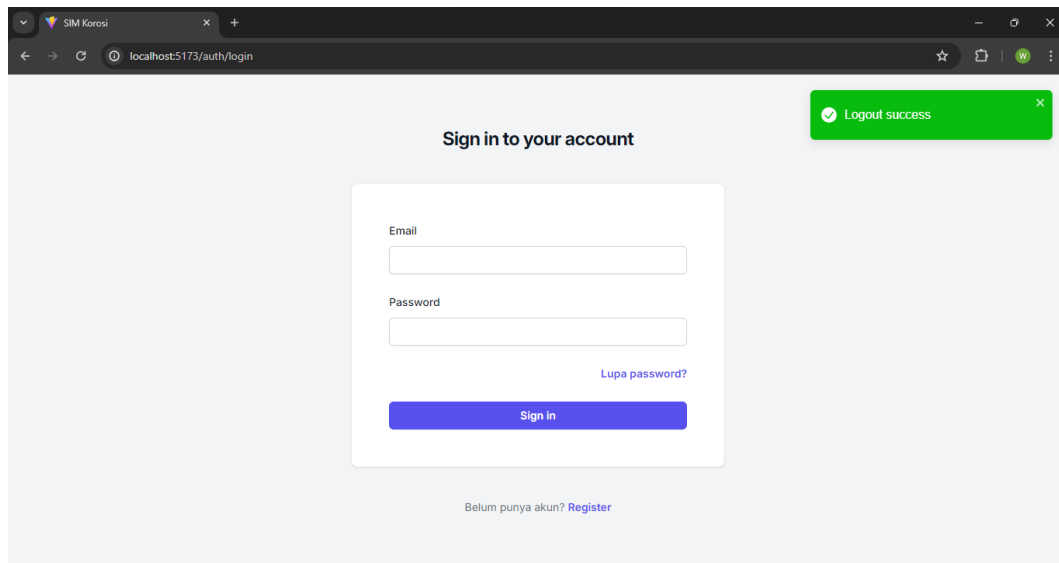 SIM Korosi
localhost:5173/auth/login
W
Logout success
Sign in to your account
Email
Password
Lupa password?
Sign in
Belum punya akun? Register